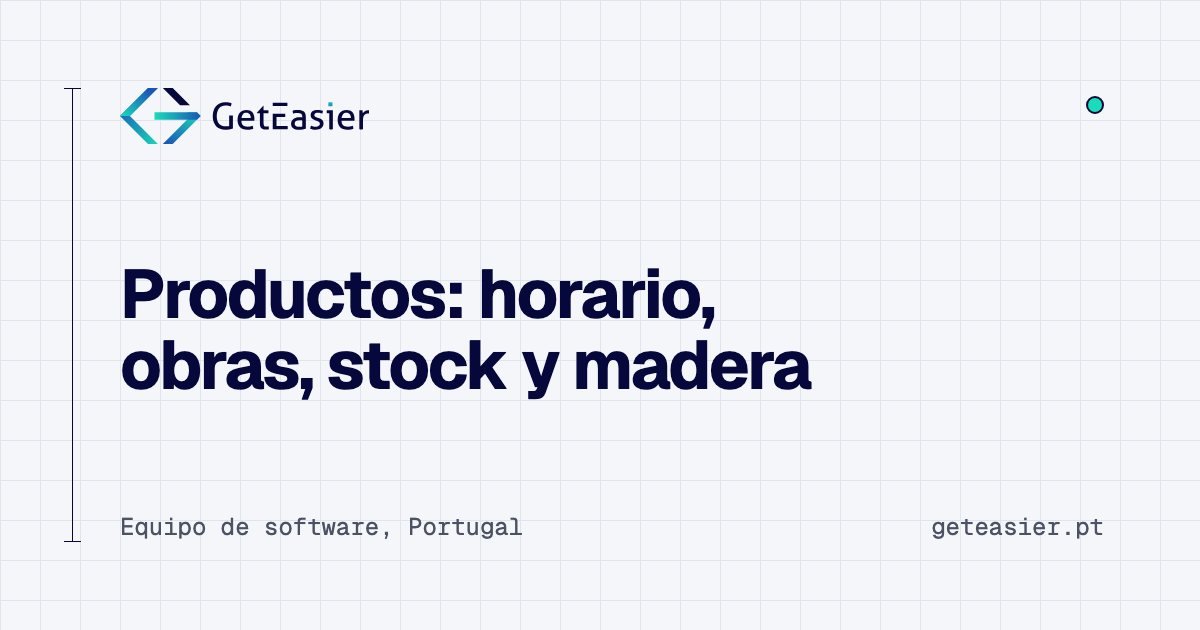 GetEasier
Productos: horario,
obras, stock y madera
Equipo de software, Portugal
geteasier.pt